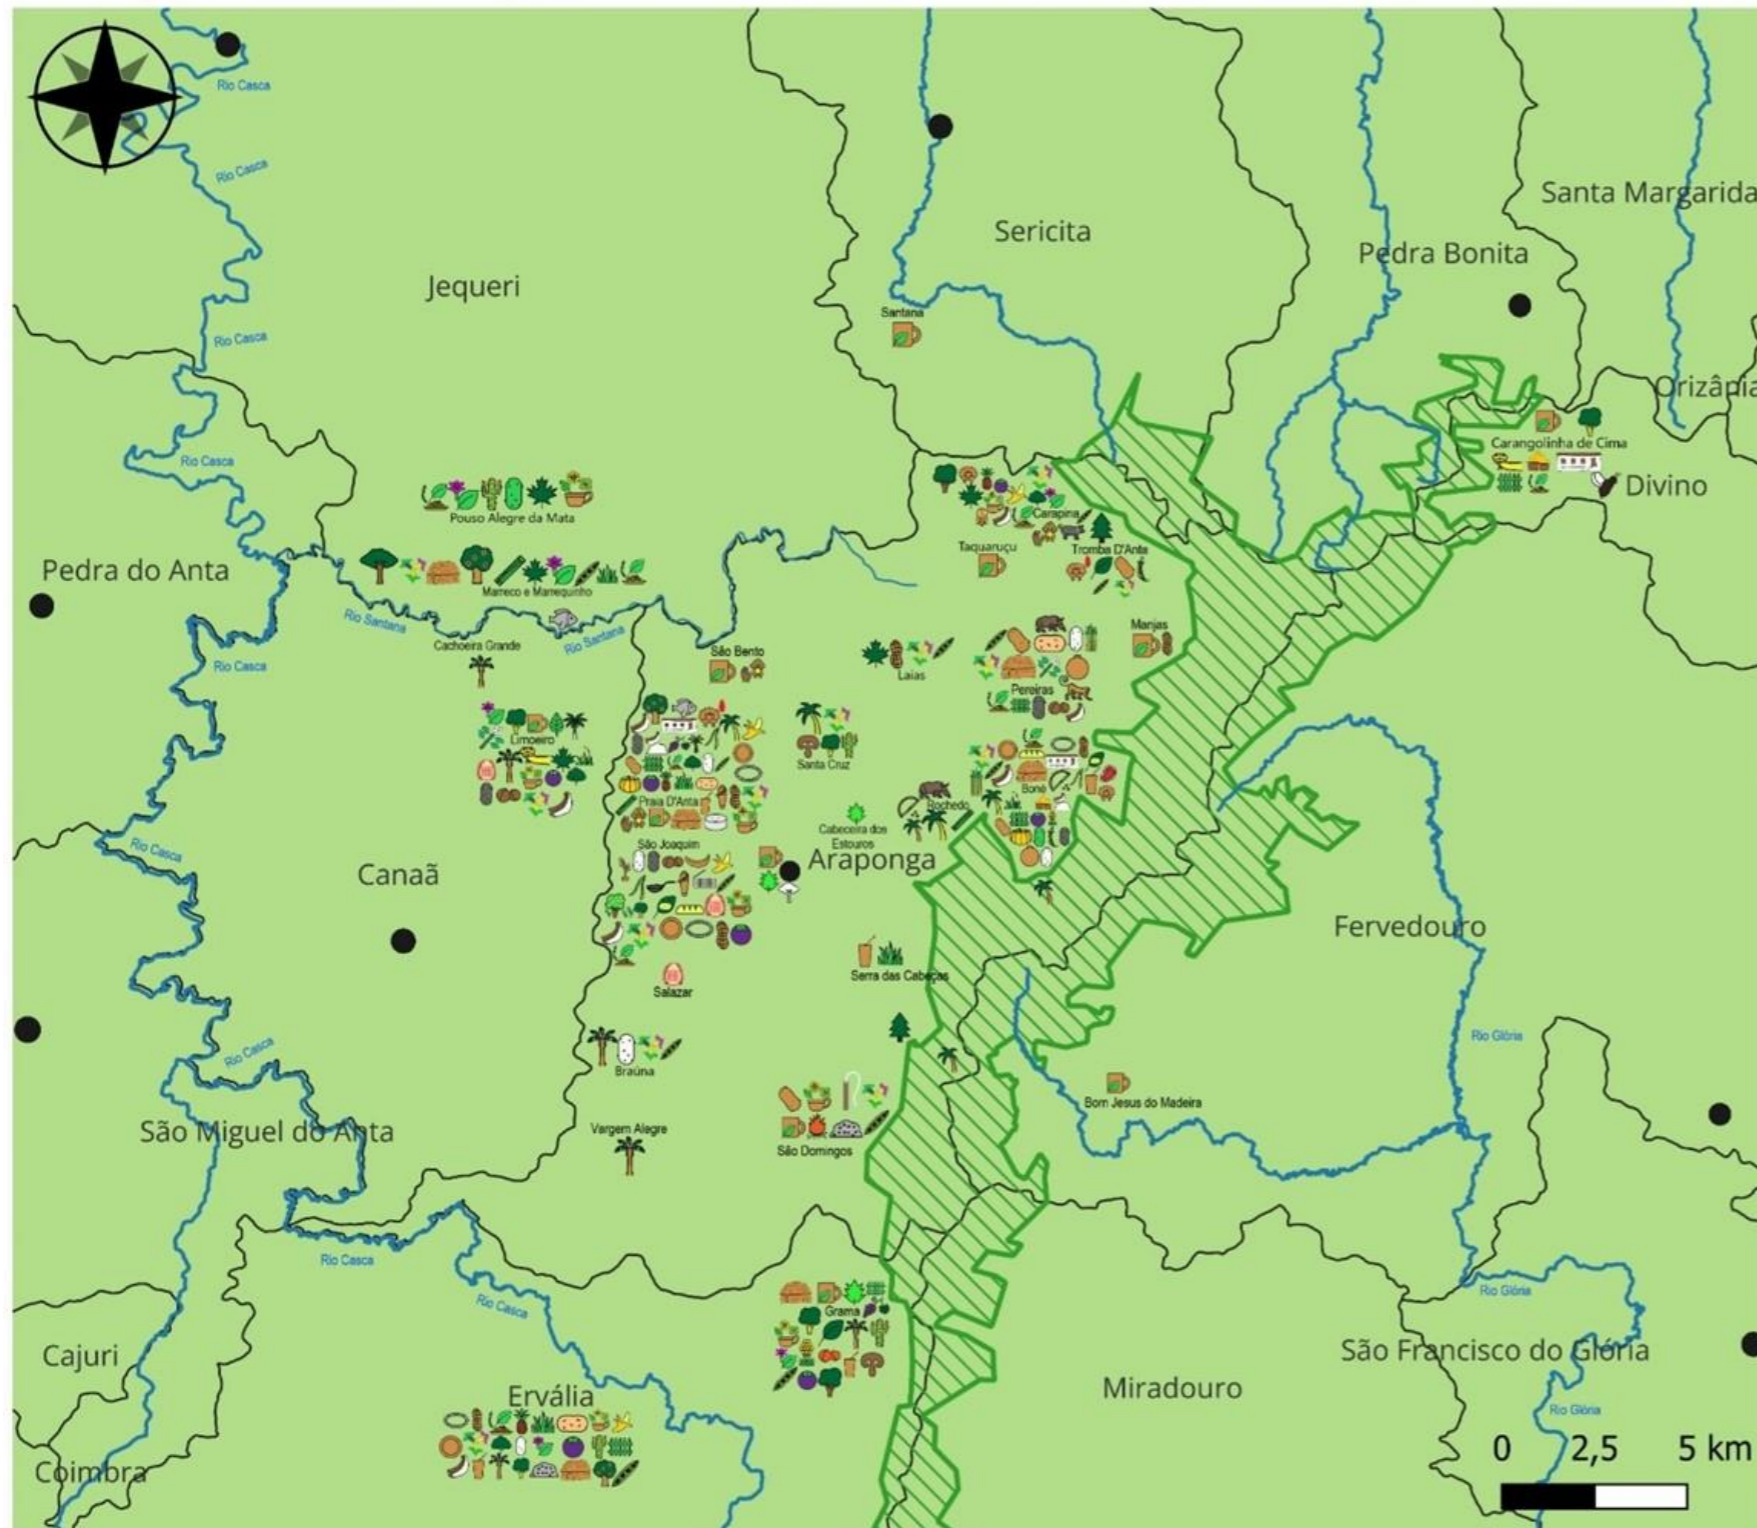 Rio Casca
Rio Casca
Santa Margarida
Sericita
Pedra Bonita
Jequeri
Santana
Rio Casca
Orizânia
Carangolinha de Cima
Rio Casca
Divino
Pouso Alegre da Mata
Carapina
Taquaruçu
Tromba D'Anta
Pedra do Anta
Marreco e Marrequinho
Rio Santana
Rio Santana
Manjas
Cachoeira Grande
São Bento
Rio Casca
Laias
Pereiras
Limoeiro
Santa Cruz
Boné
Praia D'Anta
Rochedo
Cabeceira dos
Estouros
São Joaquim
Rio Casca
Araponga
Canaã
Fervedouro
Serra das Cabeças
Salazar
Rio Glória
Rio Casca
Braúna
Bom Jesus do Madeira
São Miguel do Anta
Vargem Alegre
São Domingos
Rio Casca
Rio Glória
Rio Casca
Grama
Cajuri
São Francisco do Glória
Miradouro
Ervália
Rio Glória
0 2,5 5 km
Coimbra